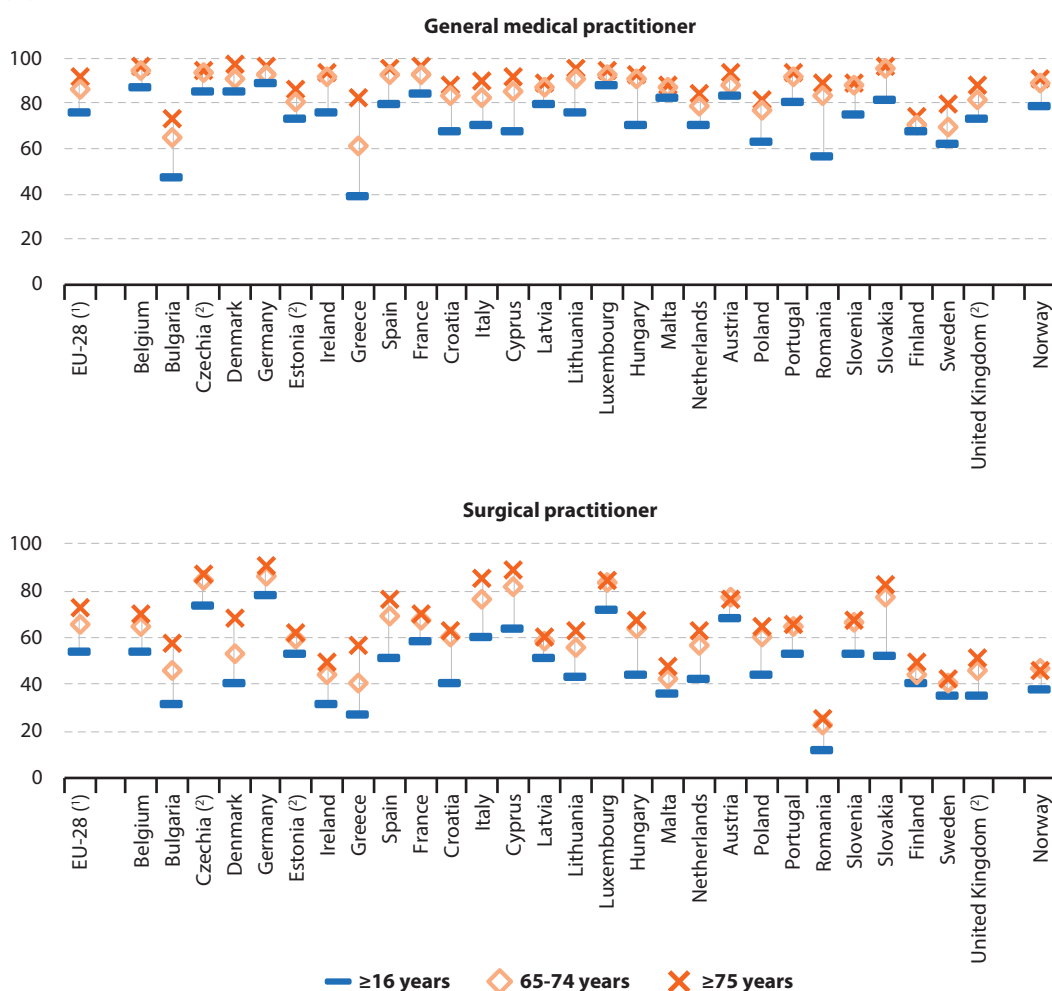 General medical practitioner
100
80
60
40
20
0
EU-28 (¹)
Belgium
Bulgaria
Czechia (²)
Denmark
Germany
Estonia (²)
Ireland
Greece
Spain
France
Croatia
Italy
Cyprus
Latvia
Lithuania
Luxembourg
Hungary
Malta
Netherlands
Austria
Poland
Portugal
Romania
Slovenia
Slovakia
Finland
Sweden
United Kingdom (²)
Norway
Surgical practitioner
100
80
60
40
20
0
EU-28 (¹)
Belgium
Bulgaria
Czechia (²)
Denmark
Germany
Estonia (²)
Ireland
Greece
Spain
France
Croatia
Italy
Cyprus
Latvia
Lithuania
Luxembourg
Hungary
Malta
Netherlands
Austria
Poland
Portugal
Romania
Slovenia
Slovakia
Finland
Sweden
United Kingdom (²)
Norway
≥16 years 65-74 years ≥75 years